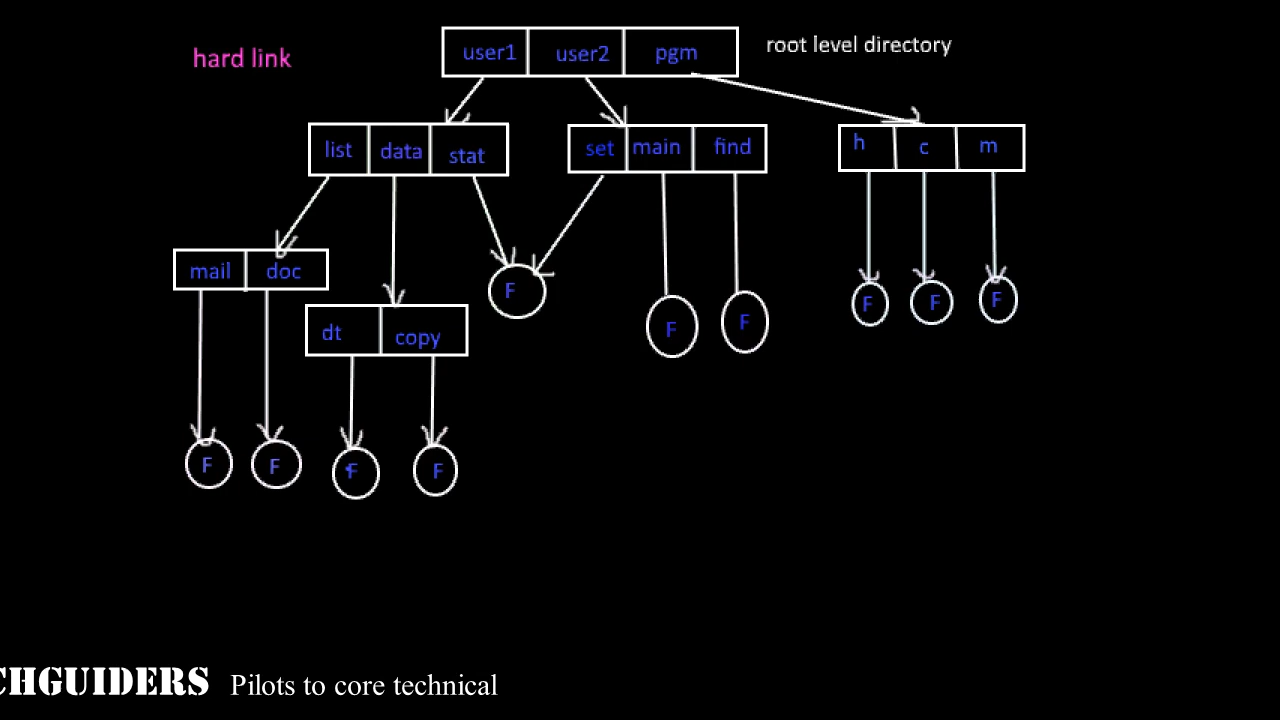 hard link
user1 user2 pgm
root level directory
list data stat
set main find
h c m
mail doc
F
dt copy
F F
F F F
F F F F
CHGUIDERS Pilots to core technical